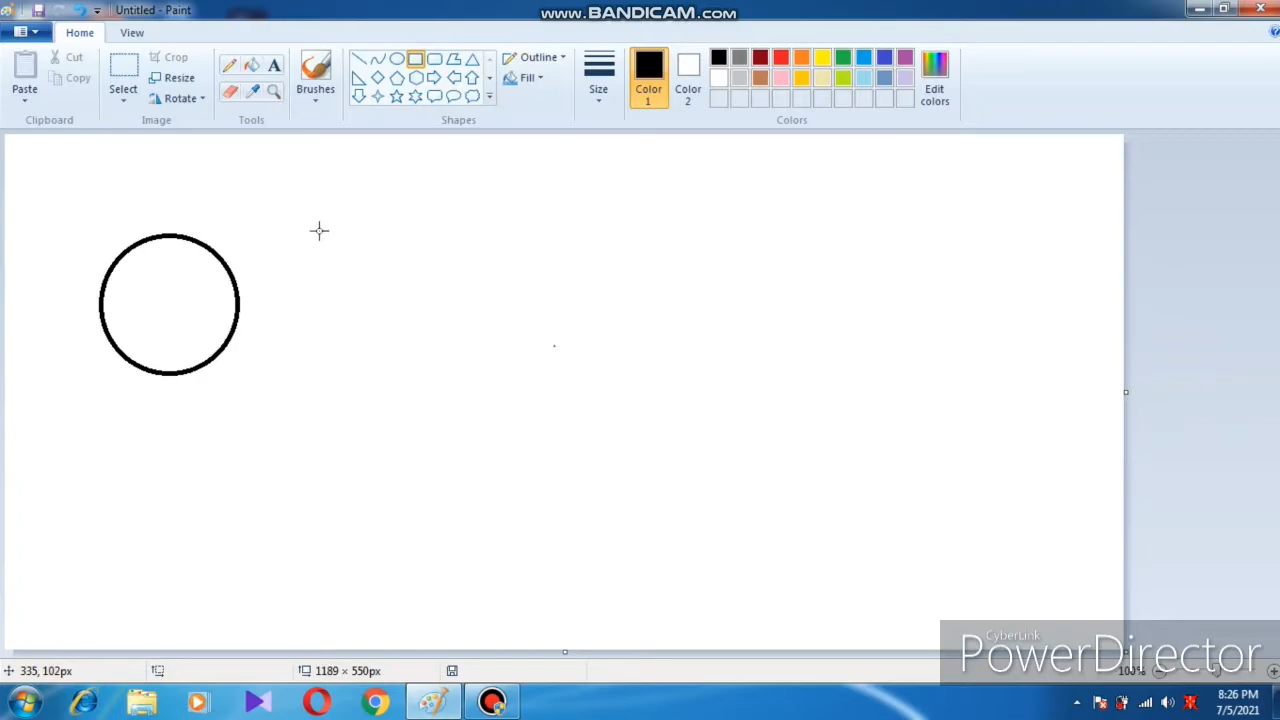 Untitled - Paint
www.BANDICAM.com
Home
View
Paste
Cut
Copy
Clipboard
Select
Crop
Resize
Rotate
Image
A
Tools
Brushes
Outline
Fill
Shapes
Size
Color
1
Color
2
Edit
colors
Colors
335, 102px
1189 × 550px
100%
CyberLink
PowerDirector
8:26 PM
7/5/2021